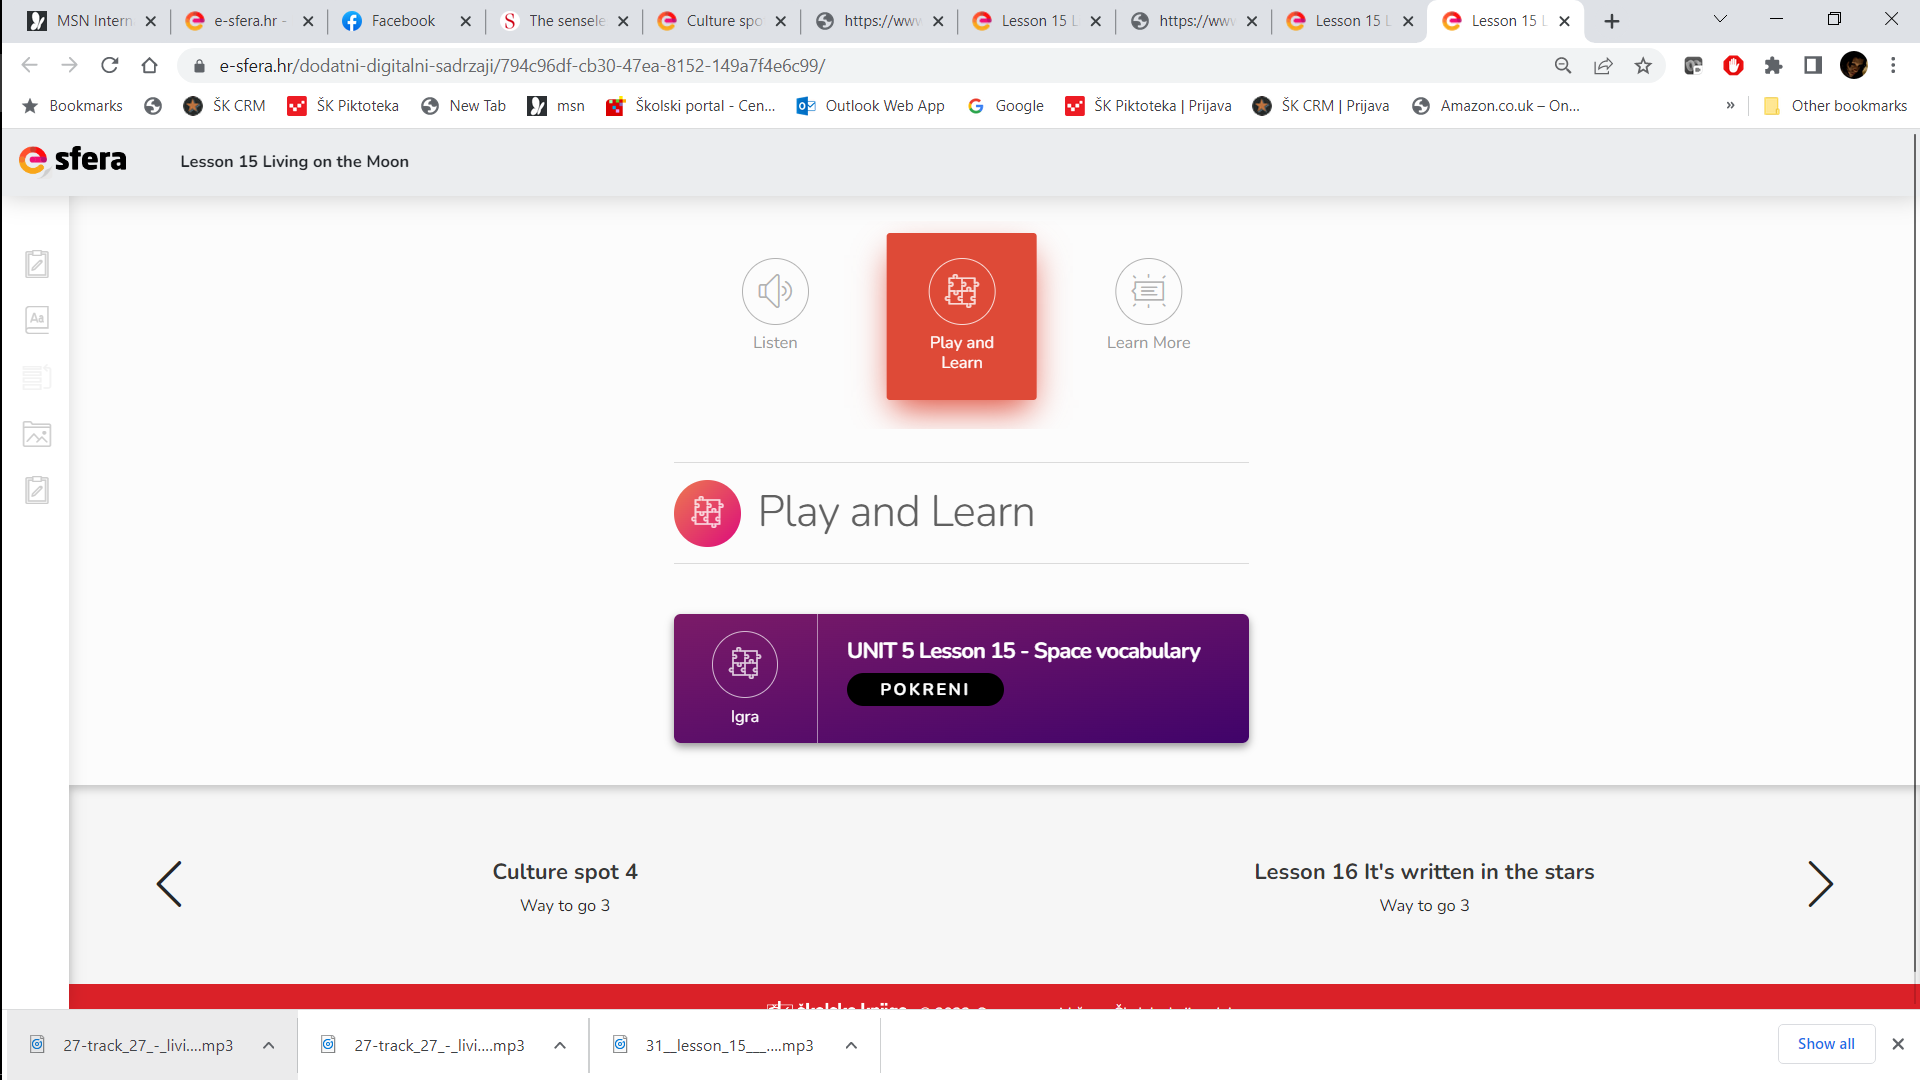 MSN Intern
e-sfera.hr -
Facebook
The sensele
Culture spo
https://www
Lesson 15 L
https://www
Lesson 15 L
Lesson 15 L
e-sfera.hr/dodatni-digitalni-sadrzaji/794c96df-cb30-47ea-8152-149a7f4e6c99/
Bookmarks
ŠK CRM
ŠK Piktoteka
New Tab
msn
Školski portal - Cen...
Outlook Web App
Google
ŠK Piktoteka | Prijava
ŠK CRM | Prijava
Amazon.co.uk – On...
»
Other bookmarks
e sfera
Lesson 15 Living on the Moon
Aa
Listen
Play and
Learn
Learn More
Play and Learn
Igra
UNIT 5 Lesson 15 - Space vocabulary
POKRENI
Culture spot 4
Way to go 3
Lesson 16 It's written in the stars
Way to go 3
27-track_27_-_livi....mp3
27-track_27_-_livi....mp3
31__lesson_15___....mp3
Show all